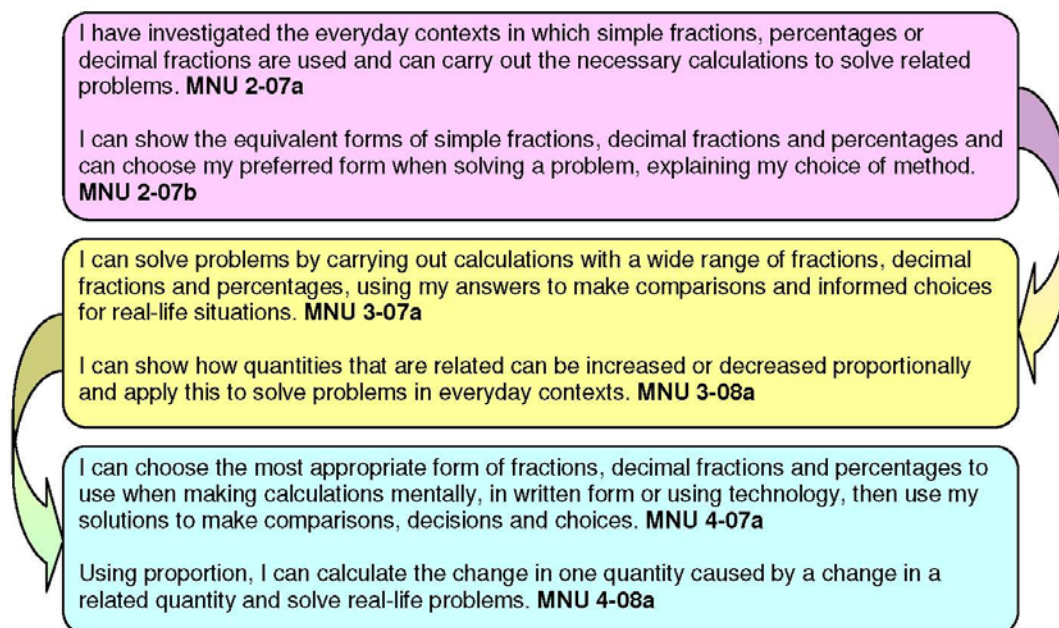 I have investigated the everyday contexts in which simple fractions, percentages or
decimal fractions are used and can carry out the necessary calculations to solve related
problems. MNU 2-07a
I can show the equivalent forms of simple fractions, decimal fractions and percentages and
can choose my preferred form when solving a problem, explaining my choice of method.
MNU 2-07b
I can solve problems by carrying out calculations with a wide range of fractions, decimal
fractions and percentages, using my answers to make comparisons and informed choices
for real-life situations. MNU 3-07a
I can show how quantities that are related can be increased or decreased proportionally
and apply this to solve problems in everyday contexts. MNU 3-08a
I can choose the most appropriate form of fractions, decimal fractions and percentages to
use when making calculations mentally, in written form or using technology, then use my
solutions to make comparisons, decisions and choices. MNU 4-07a
Using proportion, I can calculate the change in one quantity caused by a change in a
related quantity and solve real-life problems. MNU 4-08a